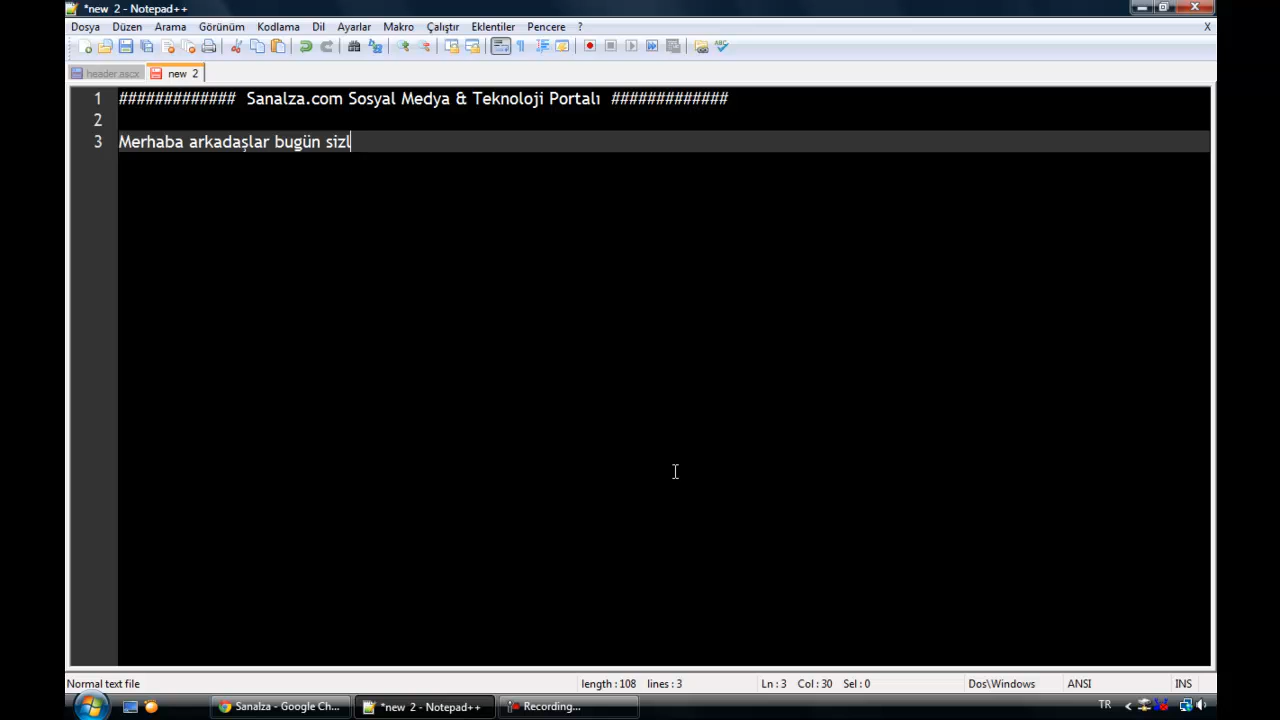 *new 2 - Notepad++
Dosya Düzen Arama Görünüm Kodlama Dil Ayarlar Makro Çalıştır Eklentiler Pencere ? X
header.ascx new 2
1 ############# Sanalza.com Sosyal Medya & Teknoloji Portalı #############
2
3 Merhaba arkadaşlar bugün sizl
Normal text file length : 108 lines : 3 Ln : 3 Col : 30 Sel : 0 Dos\Windows ANSI INS
Sanalza - Google Ch... *new 2 - Notepad++ Recording... TR